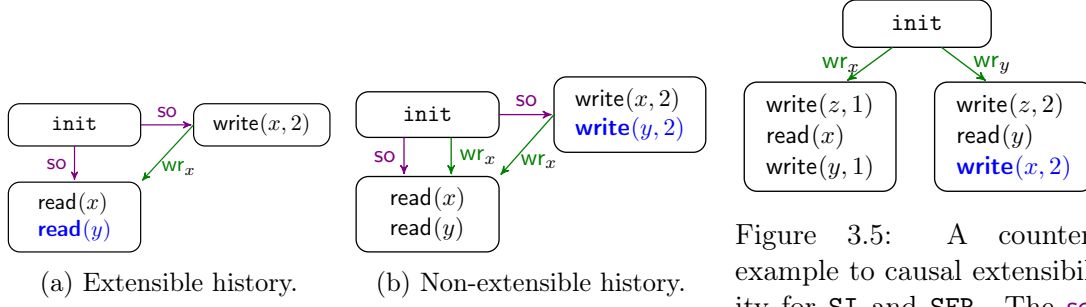 init
so
write(x, 2)
so
wr_x
read(x)
read(y)
(a) Extensible history.
init
so
write(x, 2)
write(y, 2)
so
wr_x
wr_x
read(x)
read(y)
(b) Non-extensible history.
init
wr_x
wr_y
write(z, 1)
read(x)
write(y, 1)
write(z, 2)
read(y)
write(x, 2)
Figure 3.5: A counter
example to causal extensibil
ity for SI and SER. The so